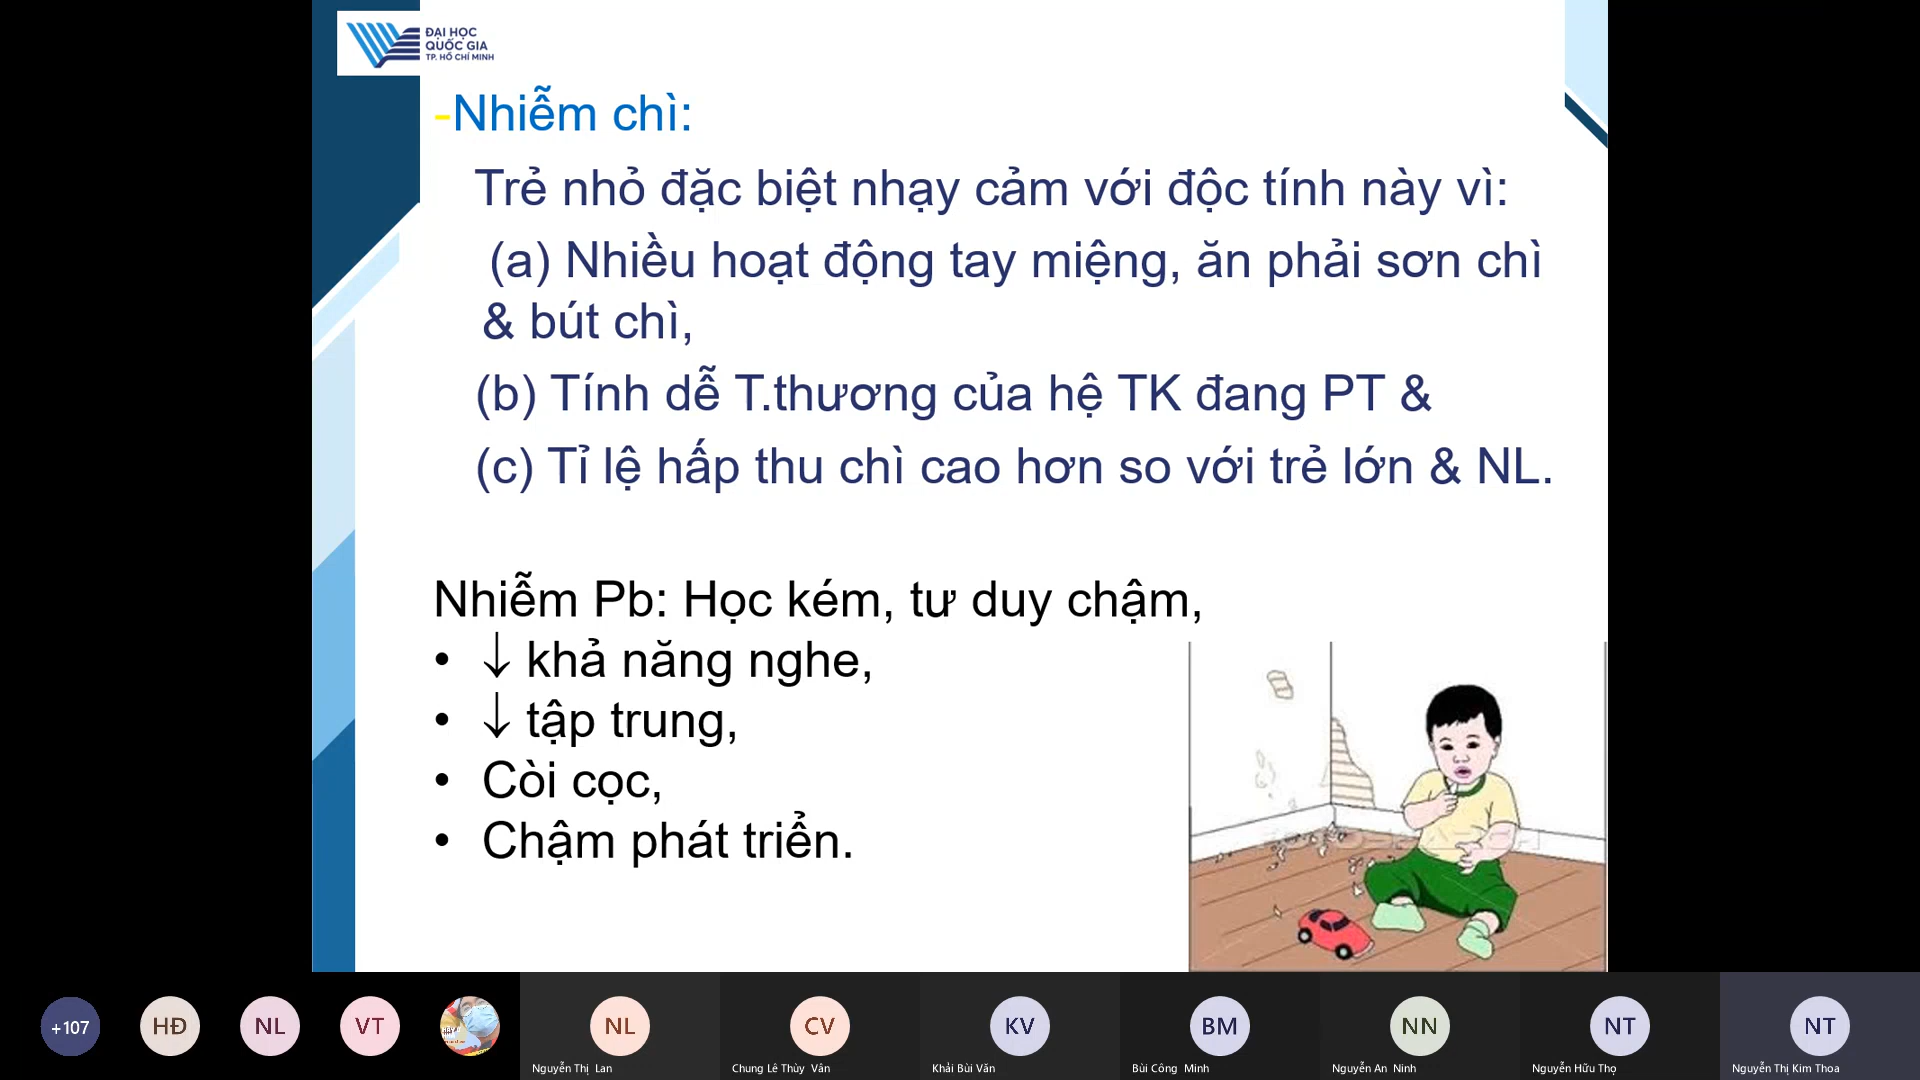 ĐẠI HỌC
QUỐC GIA
TP. HỒ CHÍ MINH
-Nhiễm chì:
Trẻ nhỏ đặc biệt nhạy cảm với độc tính này vì:
(a) Nhiều hoạt động tay miệng, ăn phải sơn chì
& bút chì,
(b) Tính dễ T.thương của hệ TK đang PT &
(c) Tỉ lệ hấp thu chì cao hơn so với trẻ lớn & NL.
Nhiễm Pb: Học kém, tư duy chậm,
• ↓ khả năng nghe,
• ↓ tập trung,
• Còi cọc,
• Chậm phát triển.
+107
HĐ
NL
VT
NL
CV
KV
BM
NN
NT
NT
Nguyễn Thị Lan
Chung Lê Thùy Vân
Khải Bùi Văn
Bùi Công Minh
Nguyễn An Ninh
Nguyễn Hữu Thọ
Nguyễn Thị Kim Thoa